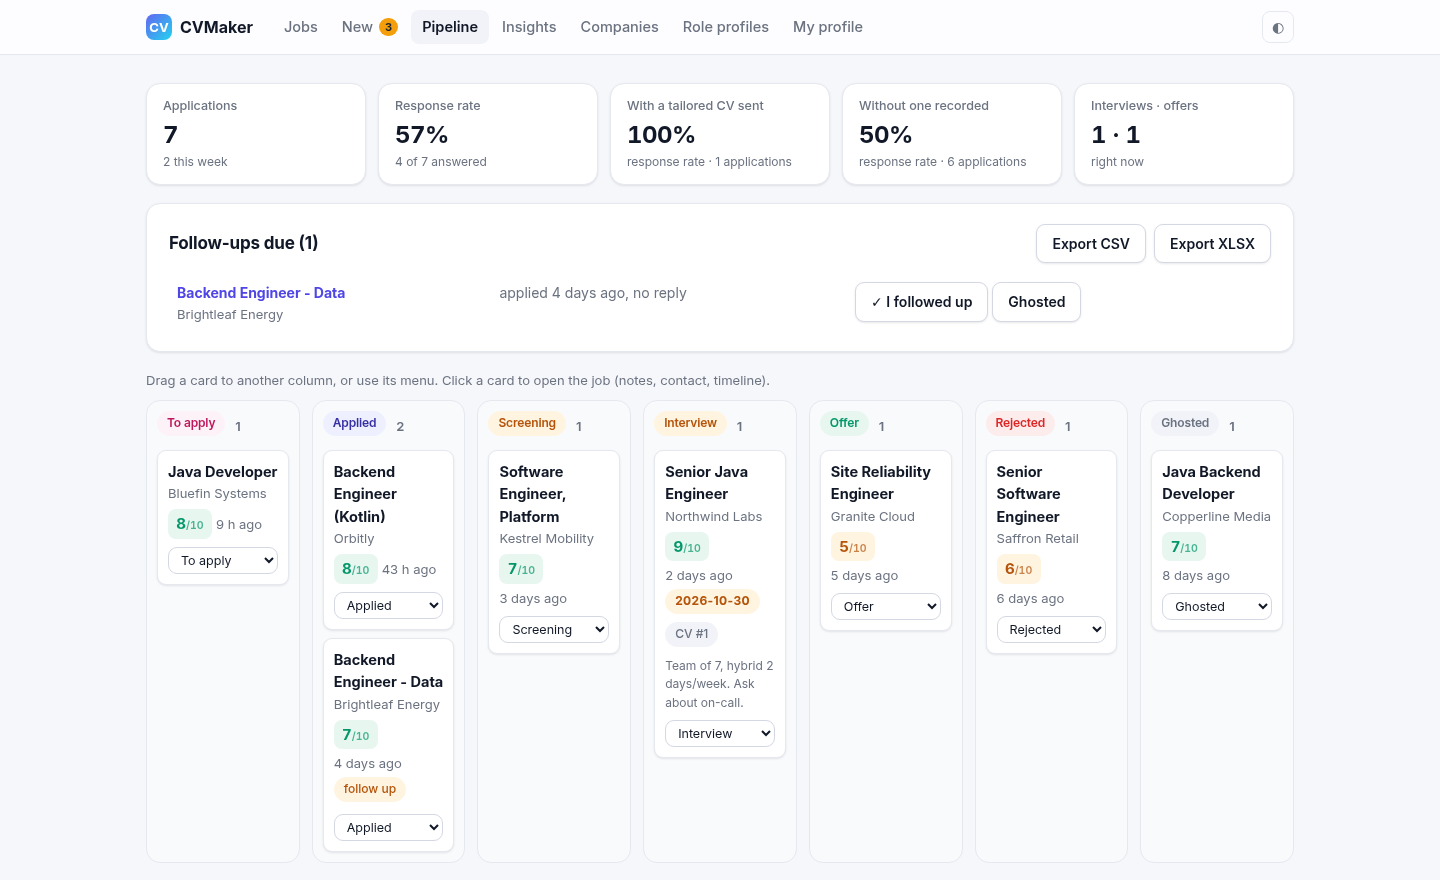 CV CVMaker Jobs New 3 Pipeline Insights Companies Role profiles My profile
Applications
7
2 this week
Response rate
57%
4 of 7 answered
With a tailored CV sent
100%
response rate · 1 applications
Without one recorded
50%
response rate · 6 applications
Interviews · offers
1 · 1
right now
Follow-ups due (1)
Export CSV
Export XLSX
Backend Engineer - Data
Brightleaf Energy
applied 4 days ago, no reply
✓ I followed up
Ghosted
Drag a card to another column, or use its menu. Click a card to open the job (notes, contact, timeline).
To apply 1
Java Developer
Bluefin Systems
8/10 9 h ago
To apply
Applied 2
Backend
Engineer
(Kotlin)
Orbitly
8/10 43 h ago
Applied
Backend
Engineer - Data
Brightleaf Energy
7/10
4 days ago
follow up
Applied
Screening 1
Software
Engineer,
Platform
Kestrel Mobility
7/10
3 days ago
Screening
Interview 1
Senior Java
Engineer
Northwind Labs
9/10
2 days ago
2026-10-30
CV #1
Team of 7, hybrid 2
days/week. Ask
about on-call.
Interview
Offer 1
Site Reliability
Engineer
Granite Cloud
5/10
5 days ago
Offer
Rejected 1
Senior
Software
Engineer
Saffron Retail
6/10
6 days ago
Rejected
Ghosted 1
Java Backend
Developer
Copperline Media
7/10
8 days ago
Ghosted